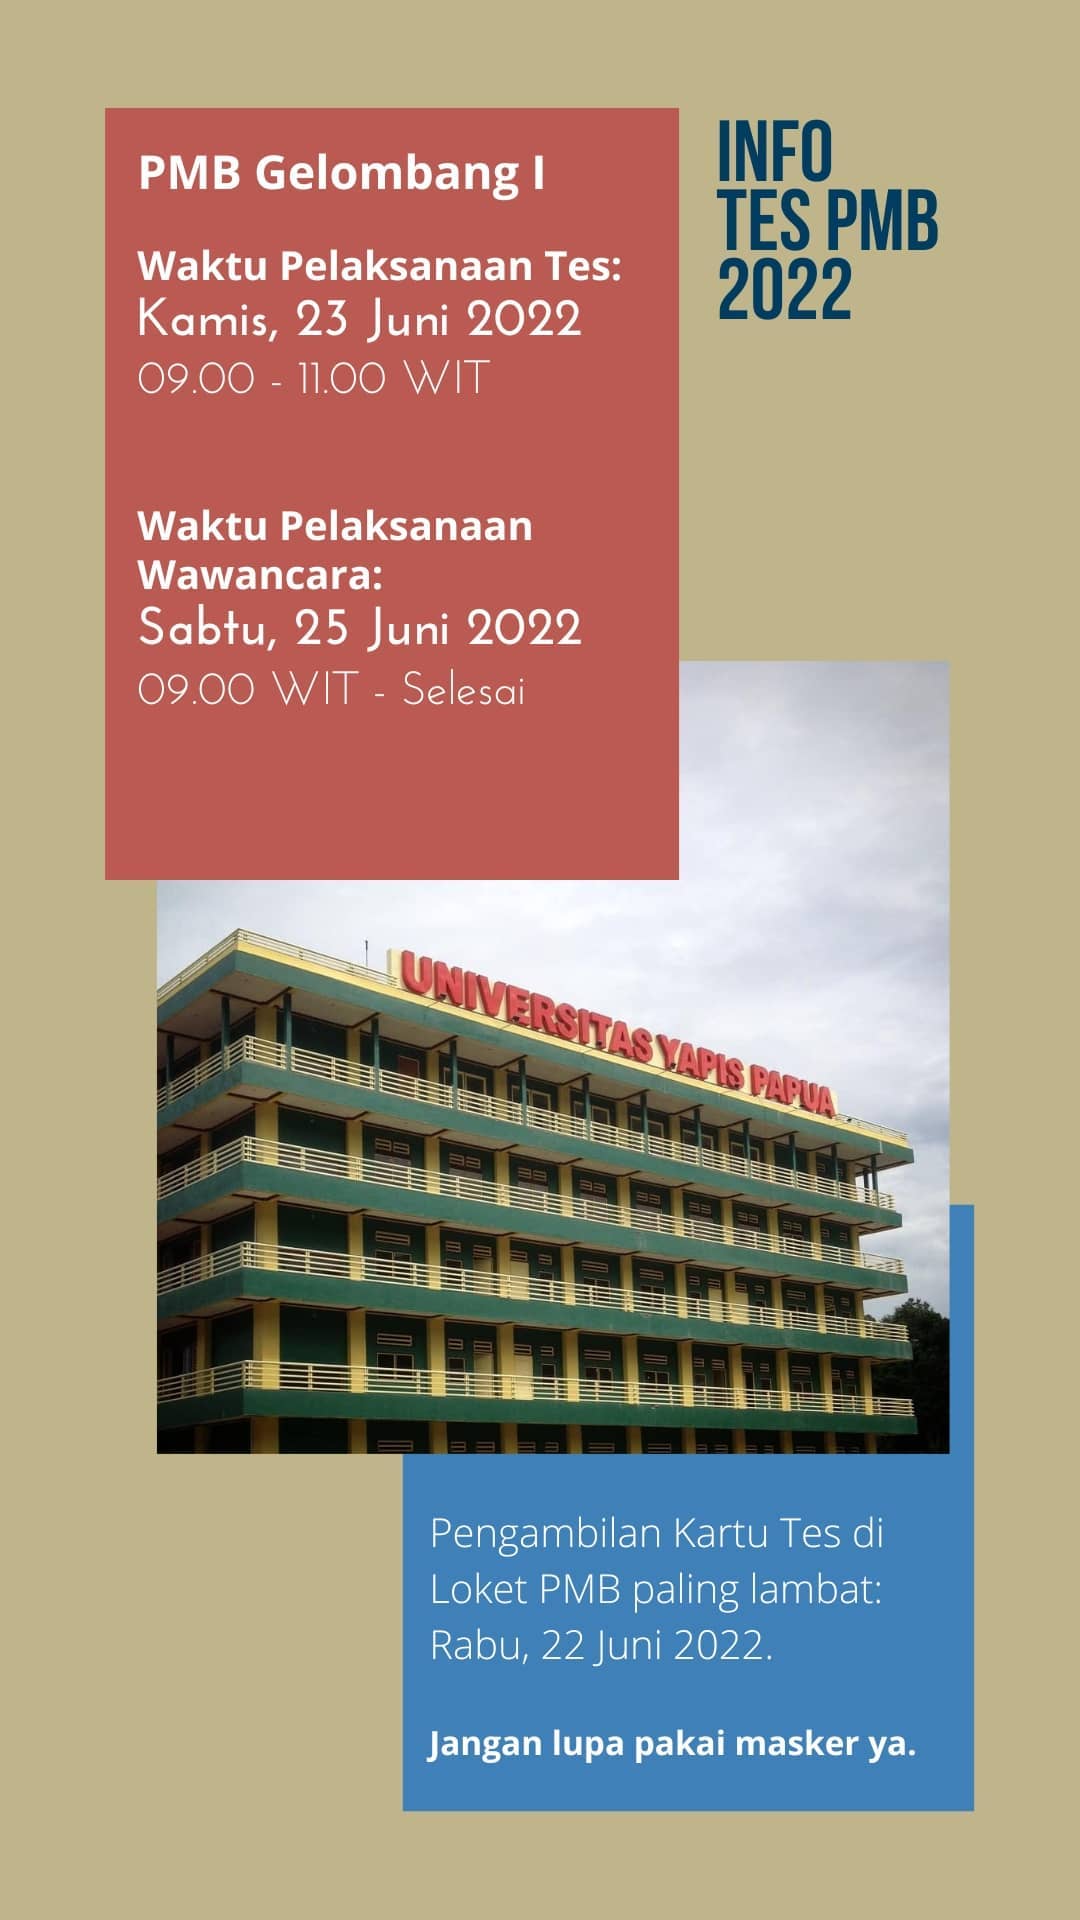 PMB Gelombang I
Waktu Pelaksanaan Tes:
Kamis, 23 Juni 2022
09.00 - 11.00 WIT
Waktu Pelaksanaan
Wawancara:
Sabtu, 25 Juni 2022
09.00 WIT - Selesai
INFO
TES PMB
2022
UNIVERSITAS YAPIS PAPUA
Pengambilan Kartu Tes di
Loket PMB paling lambat:
Rabu, 22 Juni 2022.
Jangan lupa pakai masker ya.